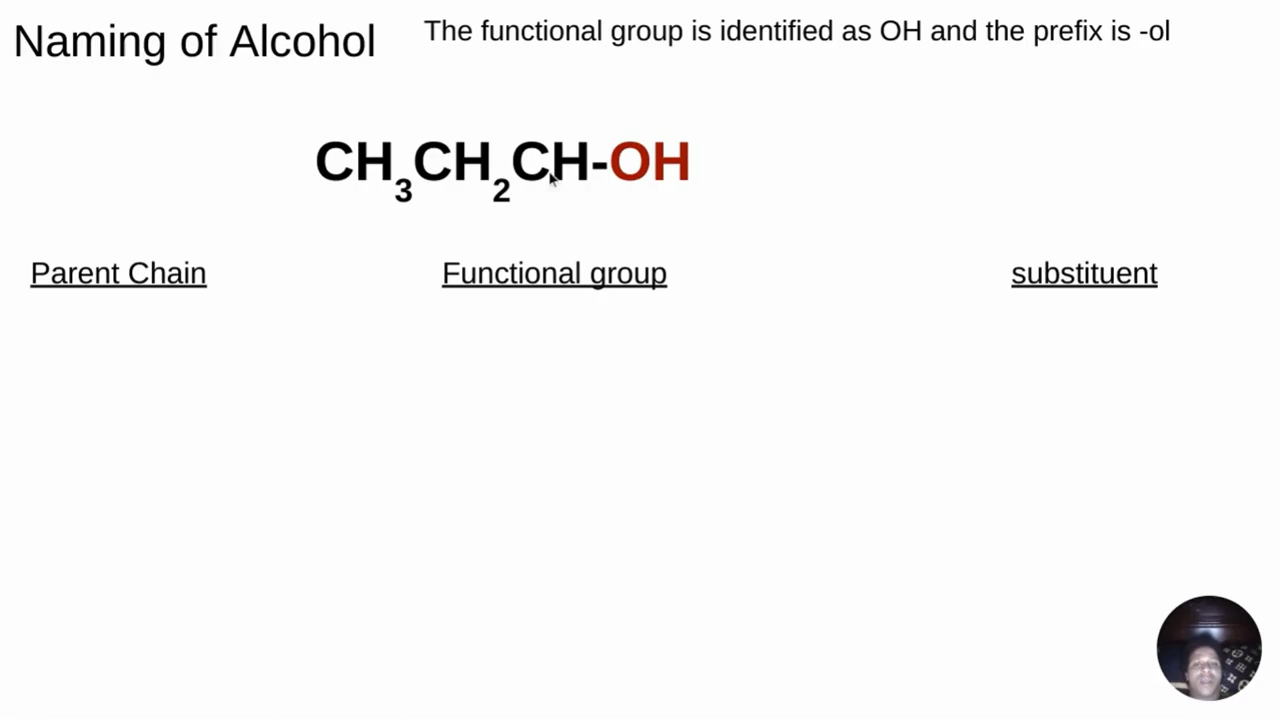 Naming of Alcohol
The functional group is identified as OH and the prefix is -ol
CH₃CH₂CH-OH
Parent Chain
Functional group
substituent